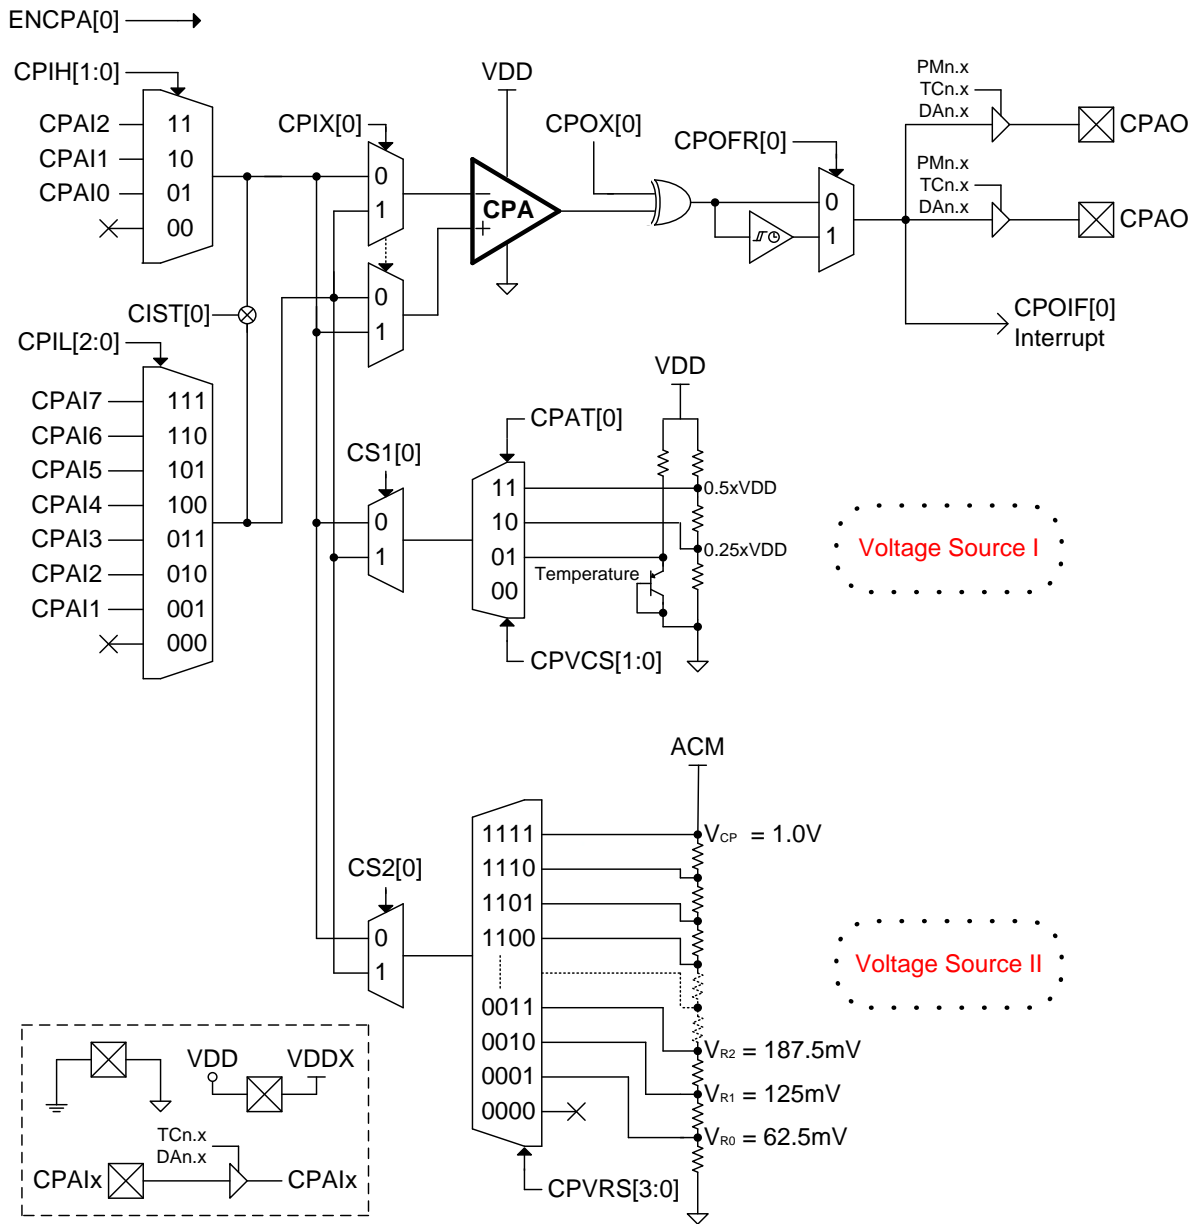 ENCPA[0]
CPIH[1:0]
CPAI2
11
CPAI1
10
CPAI0
01
00
CPIX[0]
0
1
0
1
VDD
CPA
CPOX[0]
CPOFR[0]
0
1
PMn.x
TCn.x
DAn.x
CPAO
PMn.x
TCn.x
DAn.x
CPAO
CPOIF[0]
Interrupt
CIST[0]
CPIL[2:0]
CPAI7
111
CPAI6
110
CPAI5
101
CPAI4
100
CPAI3
011
CPAI2
010
CPAI1
001
000
CS1[0]
0
1
CPAT[0]
11
10
01
00
CPVCS[1:0]
Temperature
VDD
0.5xVDD
0.25xVDD
Voltage Source I
CS2[0]
0
1
1111
1110
1101
1100
0011
0010
0001
0000
CPVRS[3:0]
ACM
VCP = 1.0V
VR2 = 187.5mV
VR1 = 125mV
VR0 = 62.5mV
Voltage Source II
VDD
VDDX
TCn.x
DAn.x
CPAIx
CPAIx